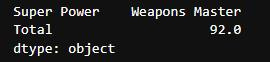 Super Power    Weapons Master
Total                    92.0
dtype: object